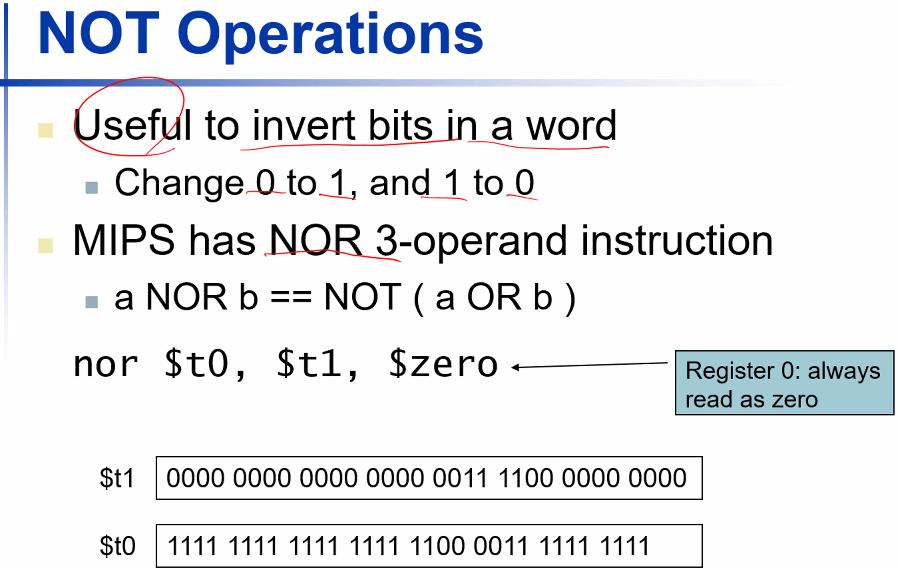 NOT Operations
Useful to invert bits in a word
Change 0 to 1, and 1 to 0
MIPS has NOR 3-operand instruction
a NOR b == NOT ( a OR b )
nor $t0, $t1, $zero
Register 0: always
read as zero
$t1 0000 0000 0000 0000 0011 1100 0000 0000
$t0 1111 1111 1111 1111 1100 0011 1111 1111